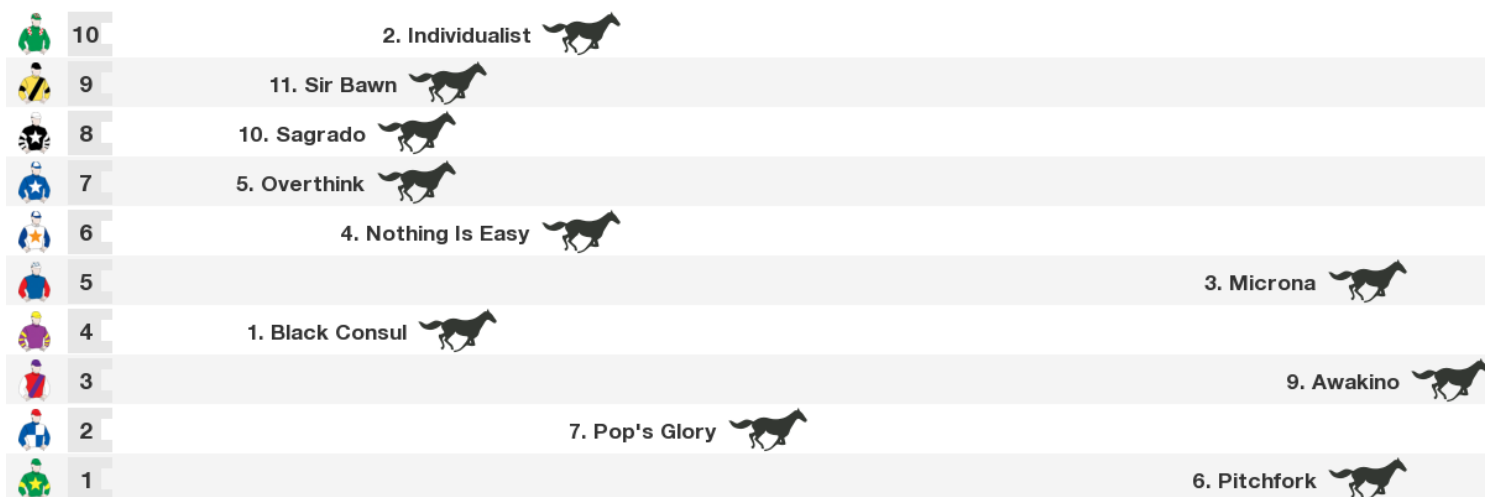 10 2. Individualist
9 11. Sir Bawn
8 10. Sagrado
7 5. Overthink
6 4. Nothing Is Easy
5 3. Microna
4 1. Black Consul
3 9. Awakino
2 7. Pop's Glory
1 6. Pitchfork